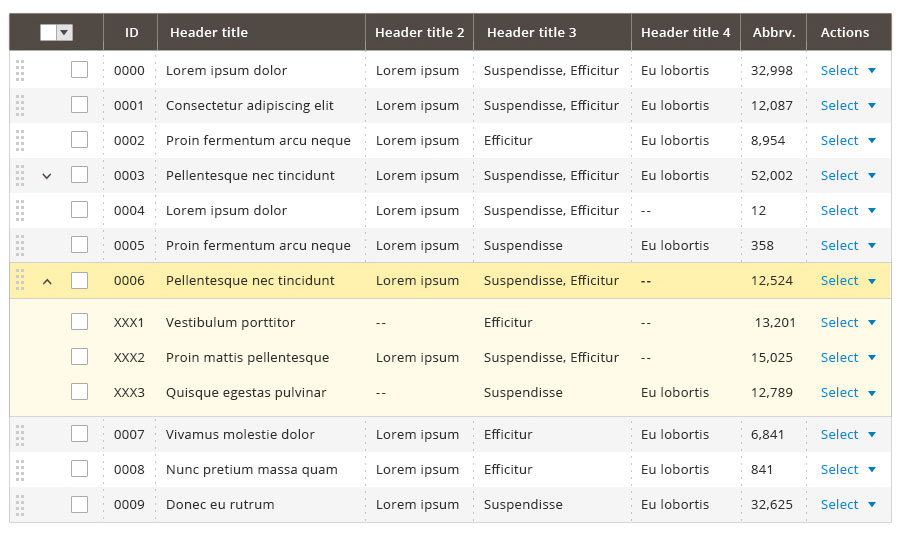 ID Header title Header title 2 Header title 3 Header title 4 Abbrv. Actions
0000 Lorem ipsum dolor Lorem ipsum Suspendisse, Efficitur Eu lobortis 32,998 Select
0001 Consectetur adipiscing elit Lorem ipsum Suspendisse, Efficitur Eu lobortis 12,087 Select
0002 Proin fermentum arcu neque Lorem ipsum Efficitur Eu lobortis 8,954 Select
0003 Pellentesque nec tincidunt Lorem ipsum Suspendisse, Efficitur Eu lobortis 52,002 Select
0004 Lorem ipsum dolor Lorem ipsum Suspendisse, Efficitur -- 12 Select
0005 Proin fermentum arcu neque Lorem ipsum Suspendisse Eu lobortis 358 Select
0006 Pellentesque nec tincidunt Lorem ipsum Suspendisse, Efficitur -- 12,524 Select
XXX1 Vestibulum porttitor -- Efficitur -- 13,201 Select
XXX2 Proin mattis pellentesque Lorem ipsum Suspendisse, Efficitur -- 15,025 Select
XXX3 Quisque egestas pulvinar -- Suspendisse Eu lobortis 12,789 Select
0007 Vivamus molestie dolor Lorem ipsum Efficitur Eu lobortis 6,841 Select
0008 Nunc pretium massa quam Lorem ipsum Efficitur Eu lobortis 841 Select
0009 Donec eu rutrum Lorem ipsum Suspendisse Eu lobortis 32,625 Select